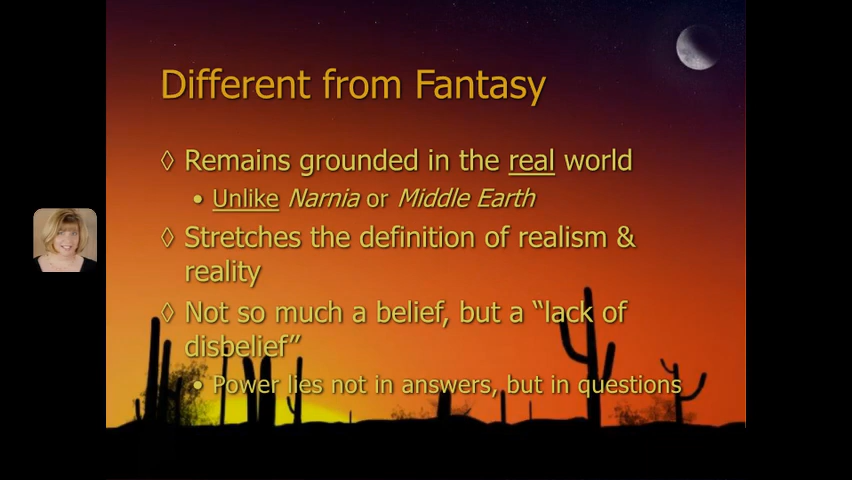 Different from Fantasy
◊ Remains grounded in the real world
• Unlike Narnia or Middle Earth
◊ Stretches the definition of realism &
reality
◊ Not so much a belief, but a “lack of
disbelief”
• Power lies not in answers, but in questions